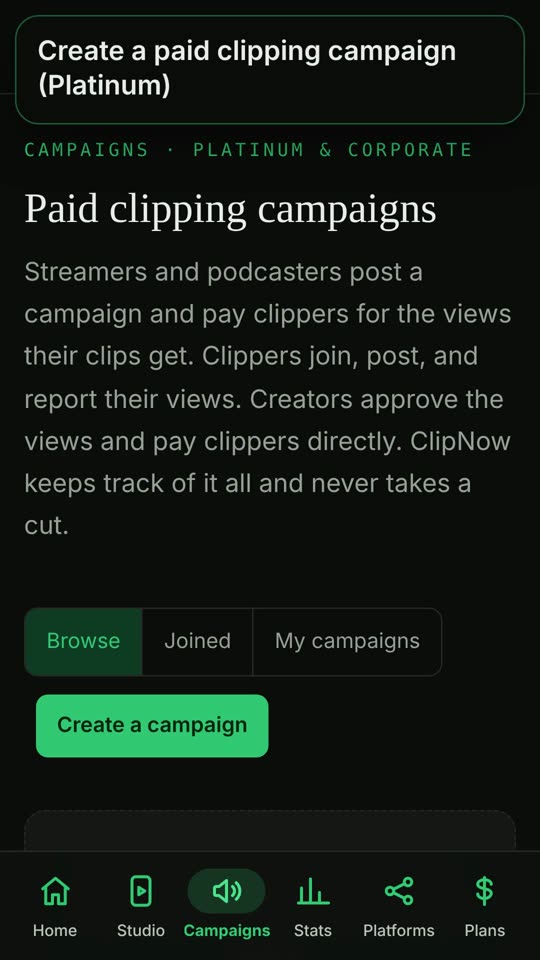 Create a paid clipping campaign
(Platinum)
CAMPAIGNS · PLATINUM & CORPORATE
Paid clipping campaigns
Streamers and podcasters post a
campaign and pay clippers for the views
their clips get. Clippers join, post, and
report their views. Creators approve the
views and pay clippers directly. ClipNow
keeps track of it all and never takes a
cut.
Browse Joined My campaigns
Create a campaign
Home Studio Campaigns Stats Platforms Plans